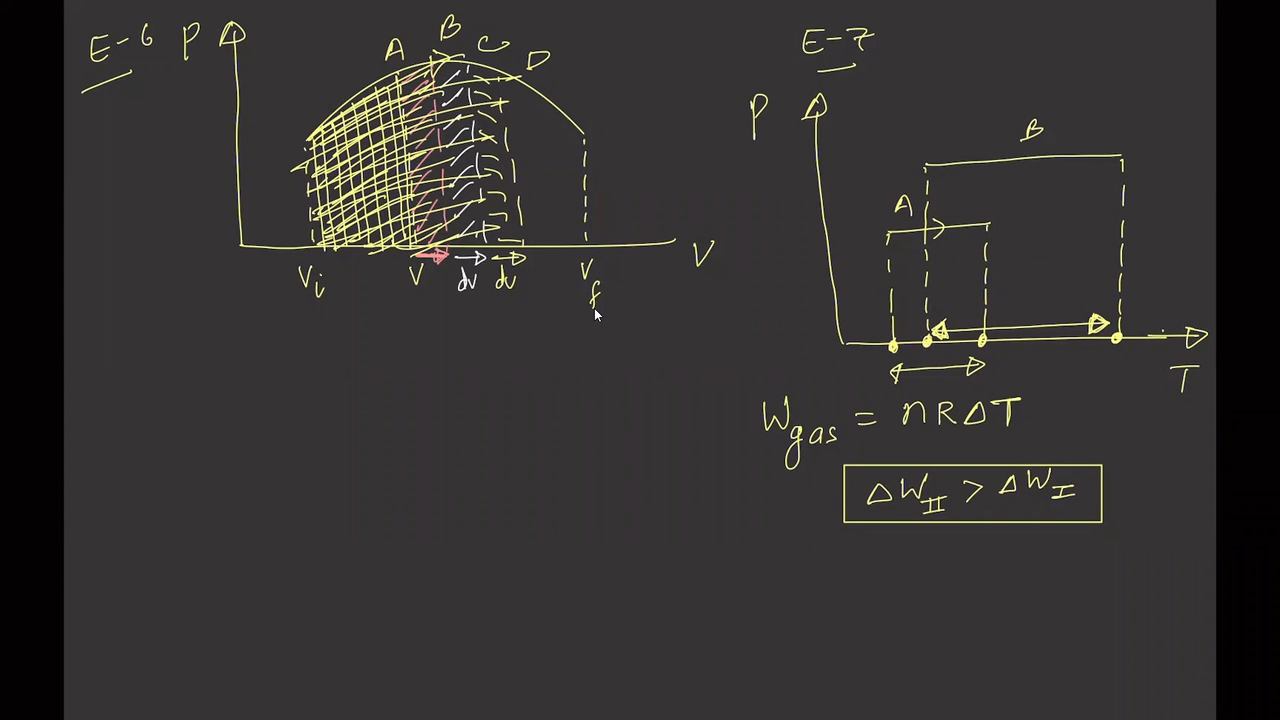 E-6
P
A
B
C
D
Vi
V
dv
dv
Vf
V
E-7
P
A
B
T
Wgas = nRΔT
ΔWII > ΔWI